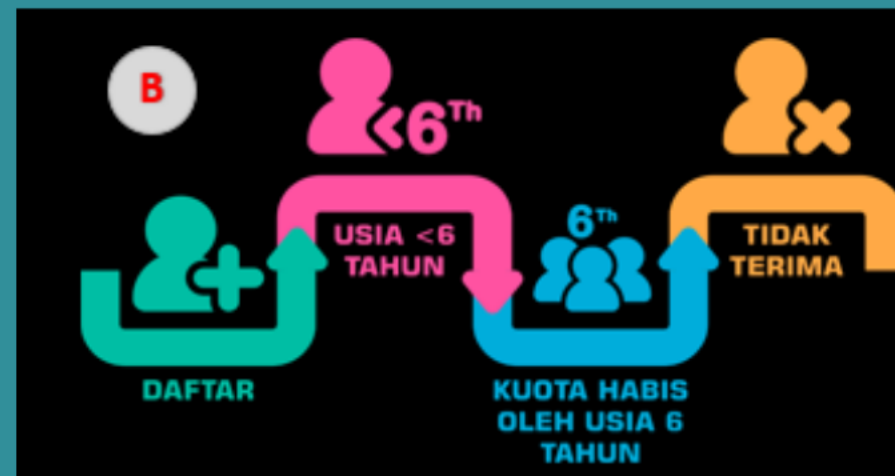 B
<6Th
USIA <6
TAHUN
6Th
TIDAK
TERIMA
DAFTAR
KUOTA HABIS
OLEH USIA 6
TAHUN